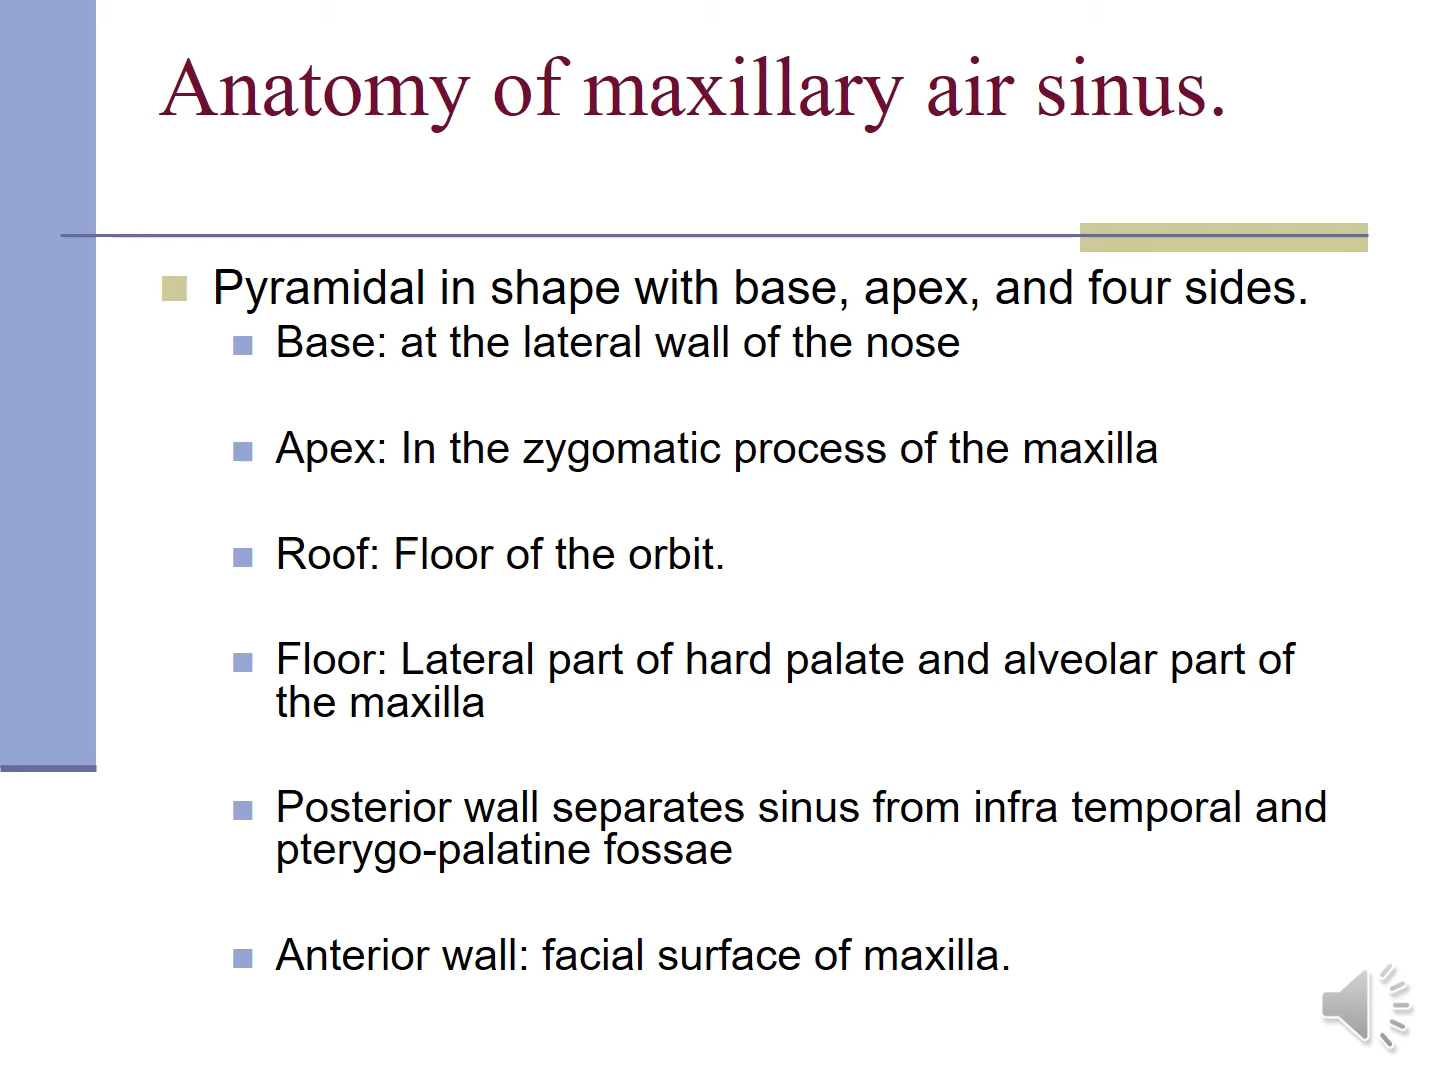 Anatomy of maxillary air sinus.
Pyramidal in shape with base, apex, and four sides.
Base: at the lateral wall of the nose
Apex: In the zygomatic process of the maxilla
Roof: Floor of the orbit.
Floor: Lateral part of hard palate and alveolar part of
the maxilla
Posterior wall separates sinus from infra temporal and
pterygo-palatine fossae
Anterior wall: facial surface of maxilla.